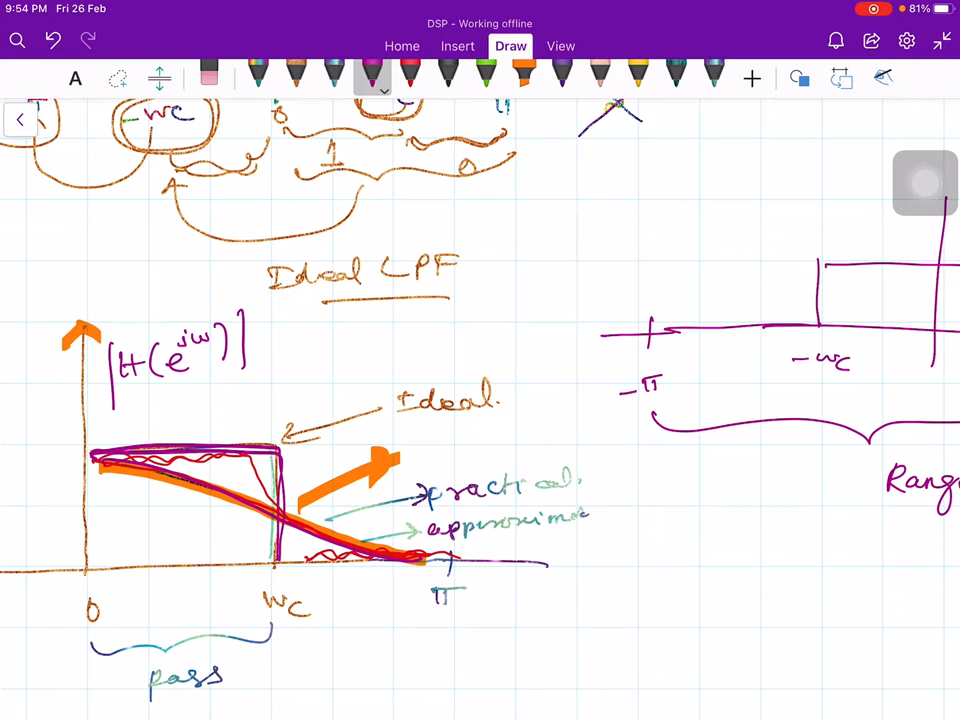 9:54 PM Fri 26 Feb
81%
DSP - Working offline
Home Insert Draw View
A
-wc
1
0
Ideal LPF
|H(e^jw)|
Ideal.
practical.
approximate
0
wc
π
pass
-π
-wc
Rang